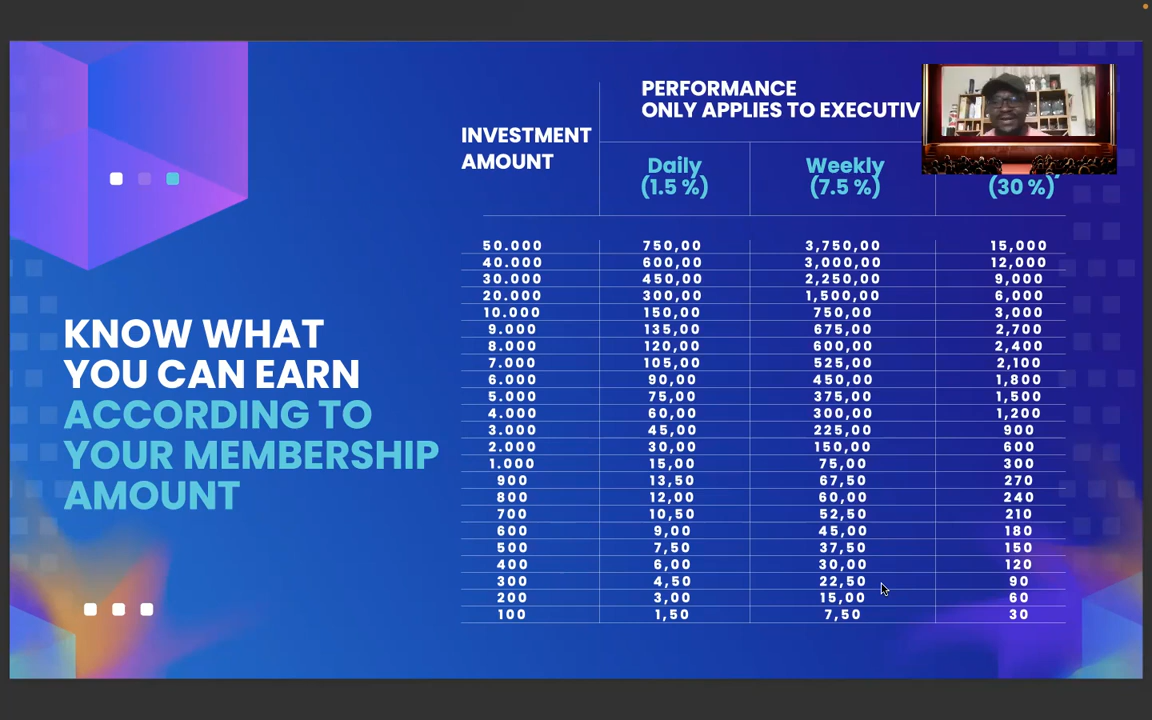 PERFORMANCE
ONLY APPLIES TO EXECUTIV
INVESTMENT
AMOUNT
Daily
(1.5 %)
Weekly
(7.5 %)
(30 %)
50.000 750,00 3,750,00 15,000
40.000 600,00 3,000,00 12,000
30.000 450,00 2,250,00 9,000
20.000 300,00 1,500,00 6,000
10.000 150,00 750,00 3,000
9.000 135,00 675,00 2,700
8.000 120,00 600,00 2,400
7.000 105,00 525,00 2,100
6.000 90,00 450,00 1,800
5.000 75,00 375,00 1,500
4.000 60,00 300,00 1,200
3.000 45,00 225,00 900
2.000 30,00 150,00 600
1.000 15,00 75,00 300
900 13,50 67,50 270
800 12,00 60,00 240
700 10,50 52,50 210
600 9,00 45,00 180
500 7,50 37,50 150
400 6,00 30,00 120
300 4,50 22,50 90
200 3,00 15,00 60
100 1,50 7,50 30
KNOW WHAT
YOU CAN EARN
ACCORDING TO
YOUR MEMBERSHIP
AMOUNT